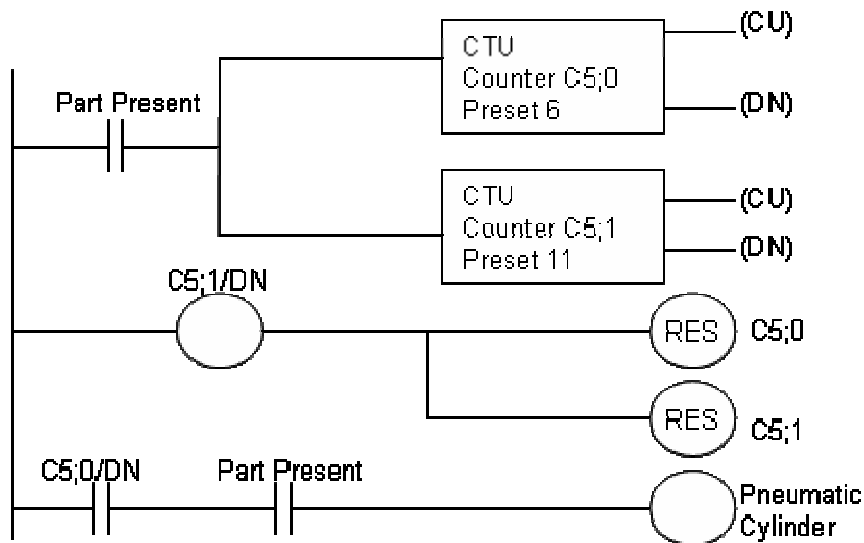 CTU
Counter C5;0
Preset 6
(CU)
(DN)
Part Present
CTU
Counter C5;1
Preset 11
(CU)
(DN)
C5;1/DN
RES
C5;0
RES
C5;1
C5;0/DN
Part Present
Pneumatic
Cylinder